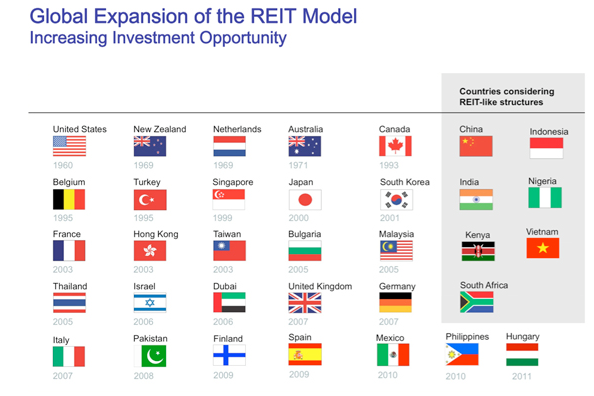 Global Expansion of the REIT Model
Increasing Investment Opportunity
Countries considering
REIT-like structures
United States New Zealand Netherlands Australia Canada China Indonesia
1960 1969 1969 1971 1993
Belgium Turkey Singapore Japan South Korea India Nigeria
1995 1995 1999 2000 2001
France Hong Kong Taiwan Bulgaria Malaysia Kenya Vietnam
2003 2003 2003 2005 2005
Thailand Israel Dubai United Kingdom Germany South Africa
2005 2006 2006 2007 2007
Italy Pakistan Finland Spain Mexico Philippines Hungary
2007 2008 2009 2009 2010 2010 2011